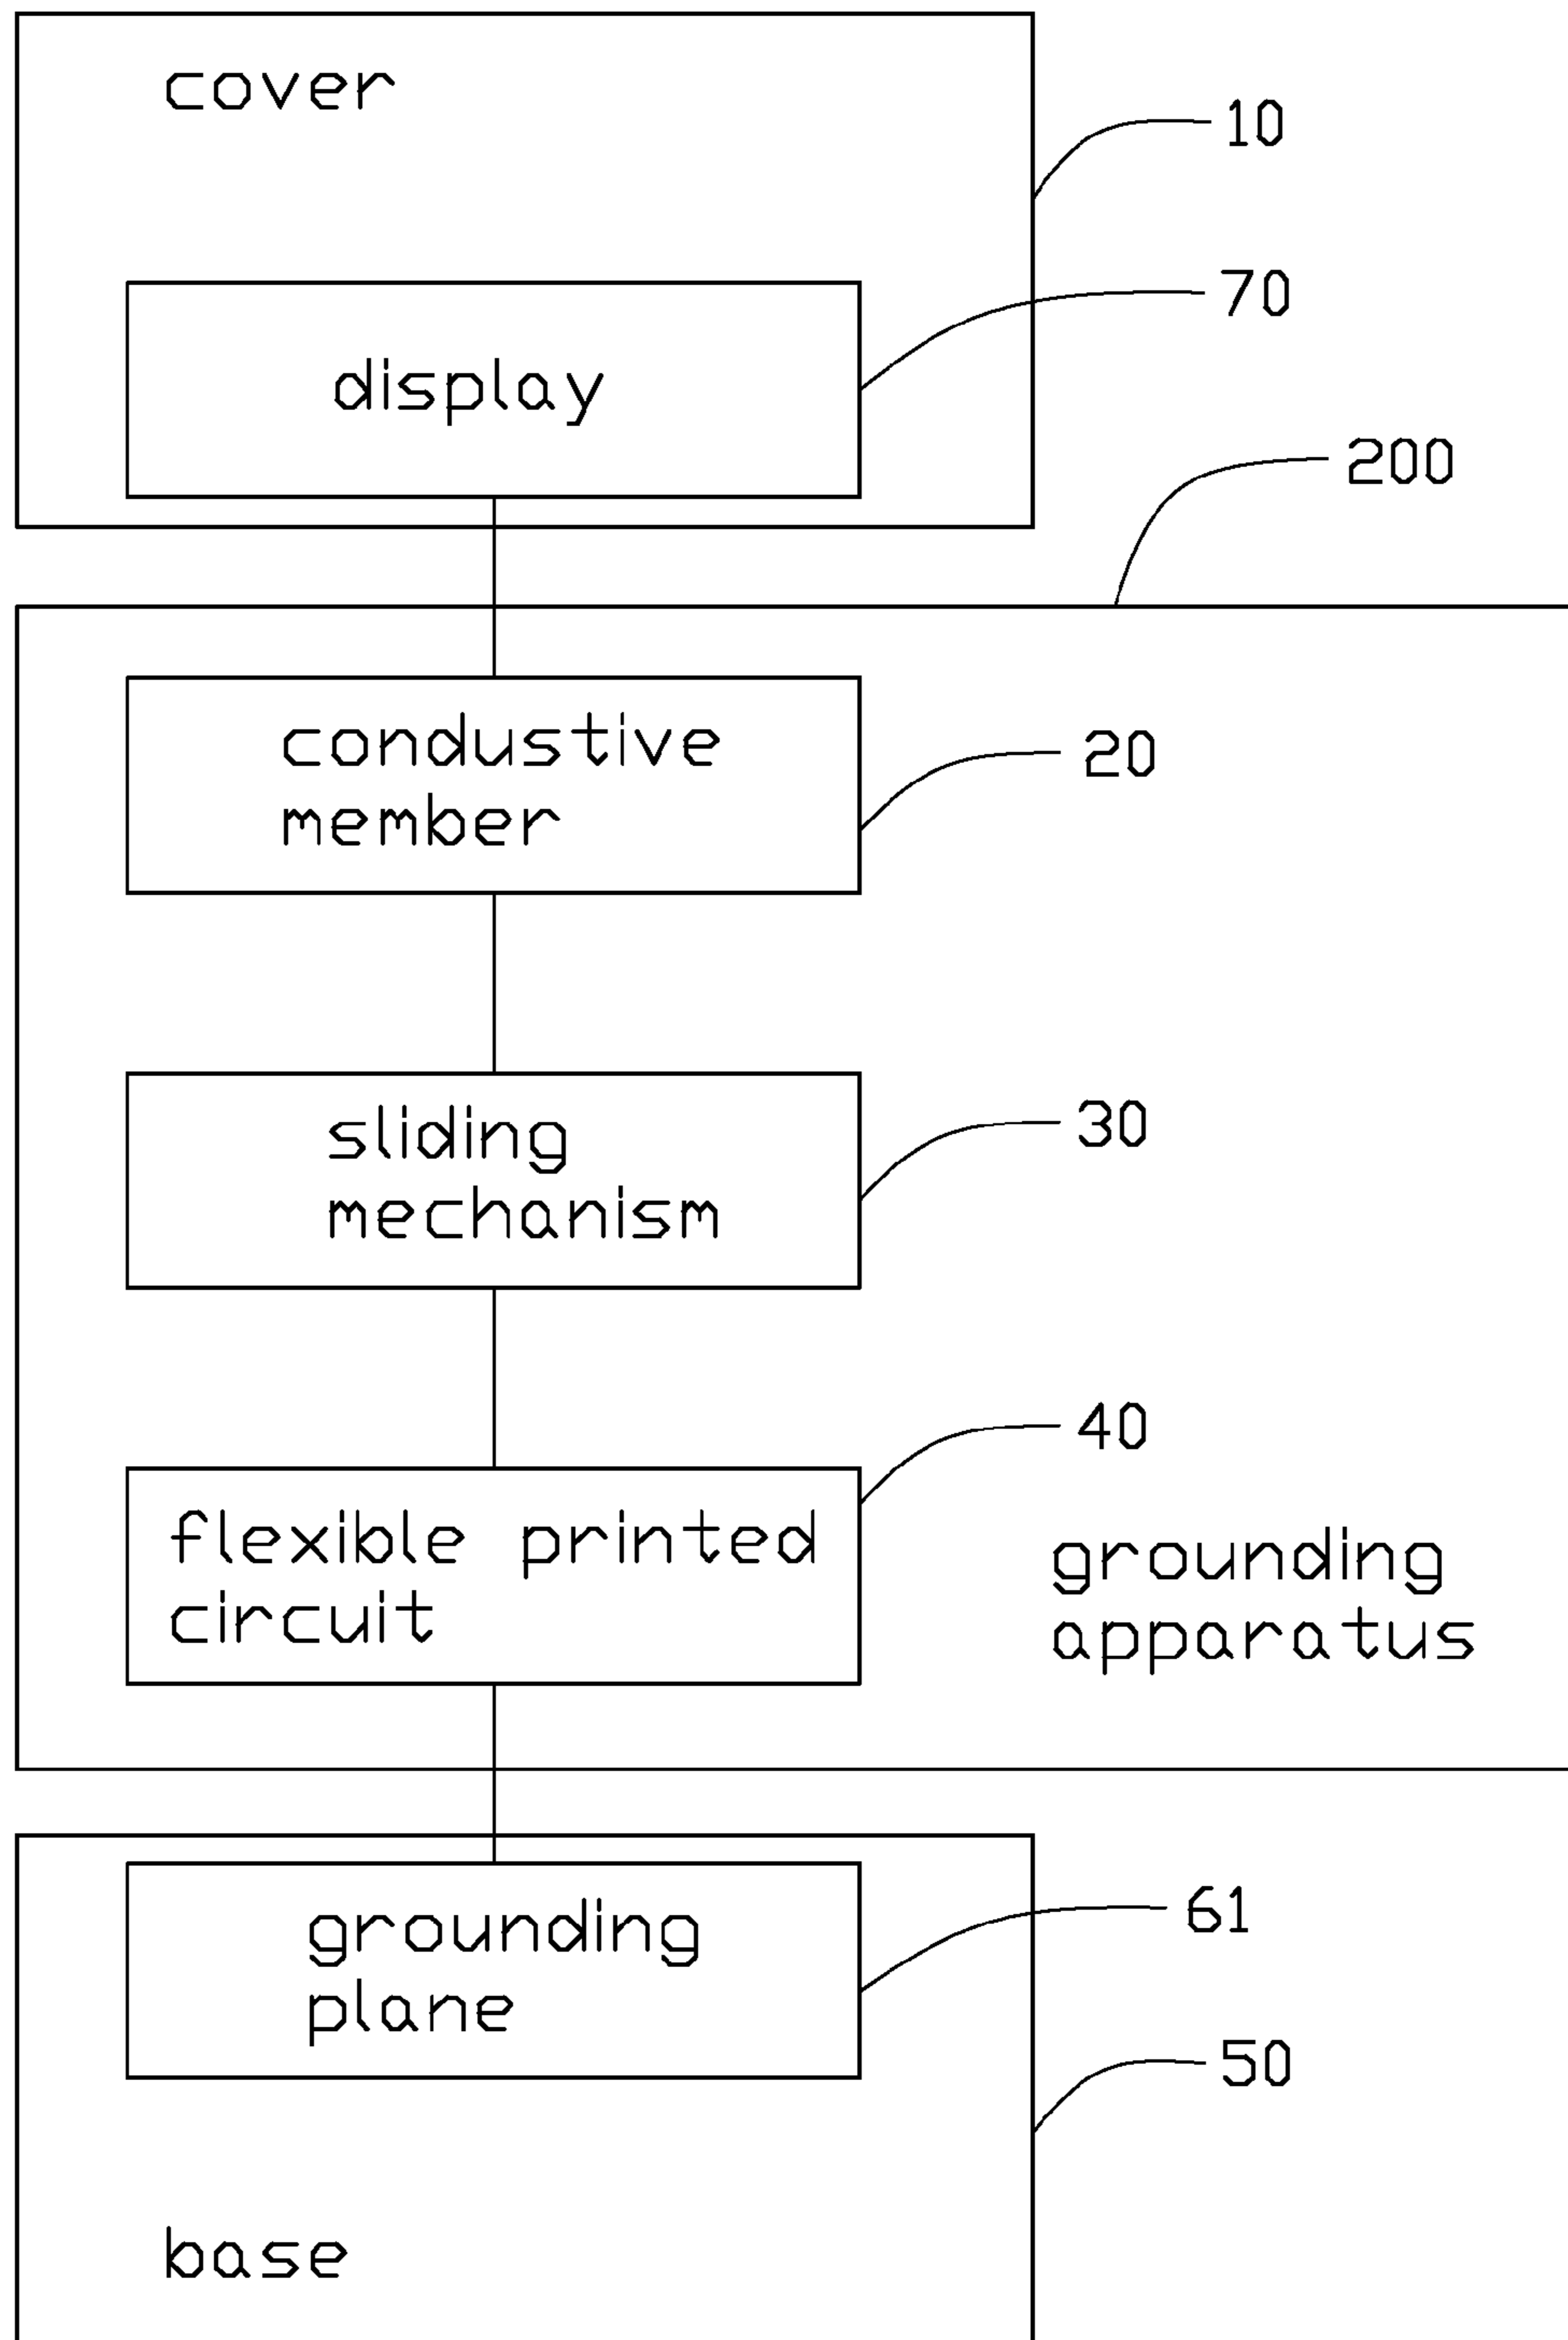 cover
10
70
display
200
condustive
member
20
sliding
mechanism
30
40
flexible printed
circuit
grounding
apparatus
grounding
plane
61
50
base